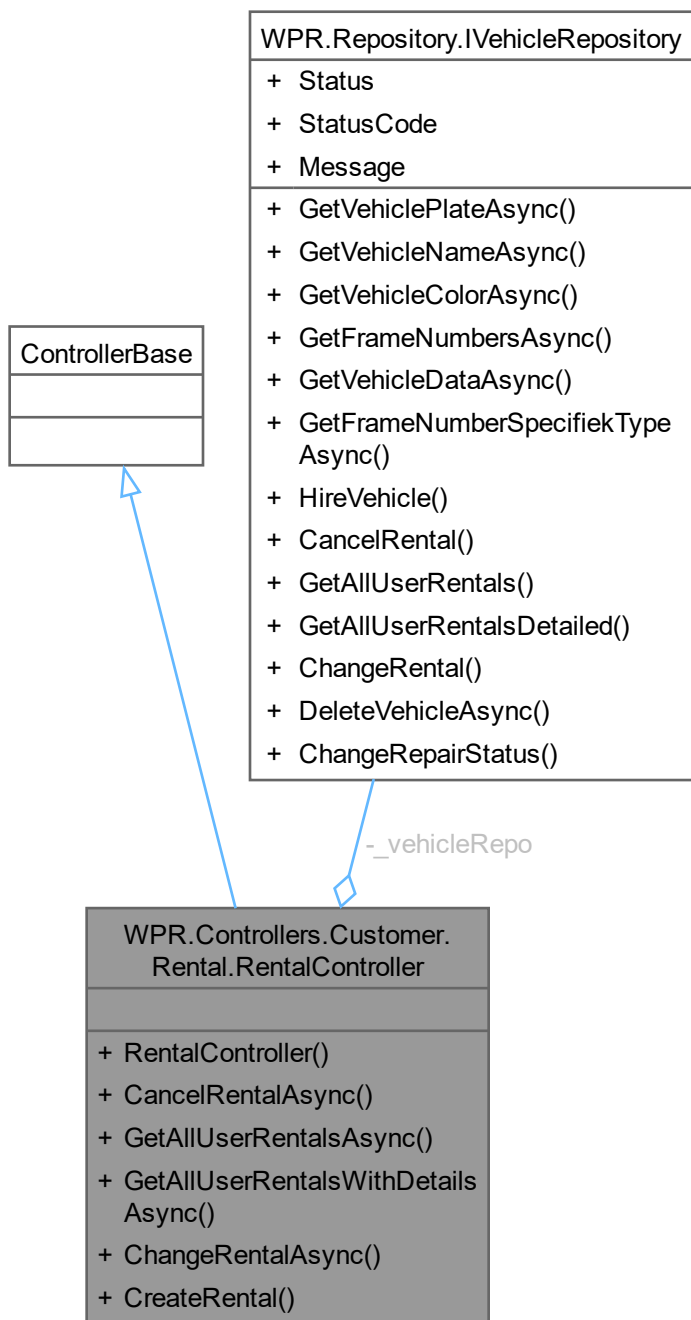 WPR.Repository.IVehicleRepository
+ Status
+ StatusCode
+ Message
+ GetVehiclePlateAsync()
+ GetVehicleNameAsync()
+ GetVehicleColorAsync()
+ GetFrameNumbersAsync()
+ GetVehicleDataAsync()
+ GetFrameNumberSpecifiekType
Async()
+ HireVehicle()
+ CancelRental()
+ GetAllUserRentals()
+ GetAllUserRentalsDetailed()
+ ChangeRental()
+ DeleteVehicleAsync()
+ ChangeRepairStatus()
ControllerBase
-_vehicleRepo
WPR.Controllers.Customer.
Rental.RentalController
+ RentalController()
+ CancelRentalAsync()
+ GetAllUserRentalsAsync()
+ GetAllUserRentalsWithDetails
Async()
+ ChangeRentalAsync()
+ CreateRental()